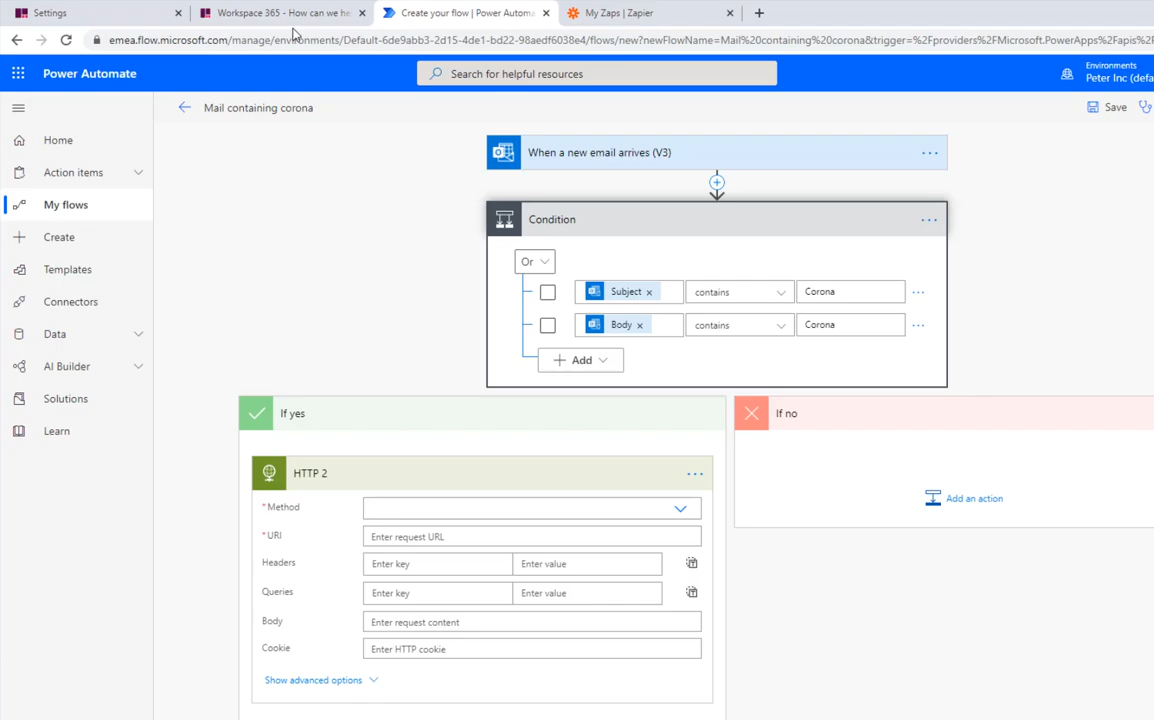 Settings
Workspace 365 - How can we he
Create your flow | Power Automa
My Zaps | Zapier
emea.flow.microsoft.com/manage/environments/Default-6de9abb3-2d15-4de1-bd22-98aedf6038e4/flows/new?newFlowName=Mail%20containing%20corona&trigger=%2Fproviders%2FMicrosoft.PowerApps%2Fapis%2F
Power Automate
Search for helpful resources
Environments
Peter Inc (defa
Mail containing corona
Save
Home
Action items
My flows
Create
Templates
Connectors
Data
AI Builder
Solutions
Learn
When a new email arrives (V3)
Condition
Or
Subject contains Corona
Body contains Corona
Add
If yes
If no
HTTP 2
Add an action
* Method
* URI Enter request URL
Headers Enter key Enter value
Queries Enter key Enter value
Body Enter request content
Cookie Enter HTTP cookie
Show advanced options